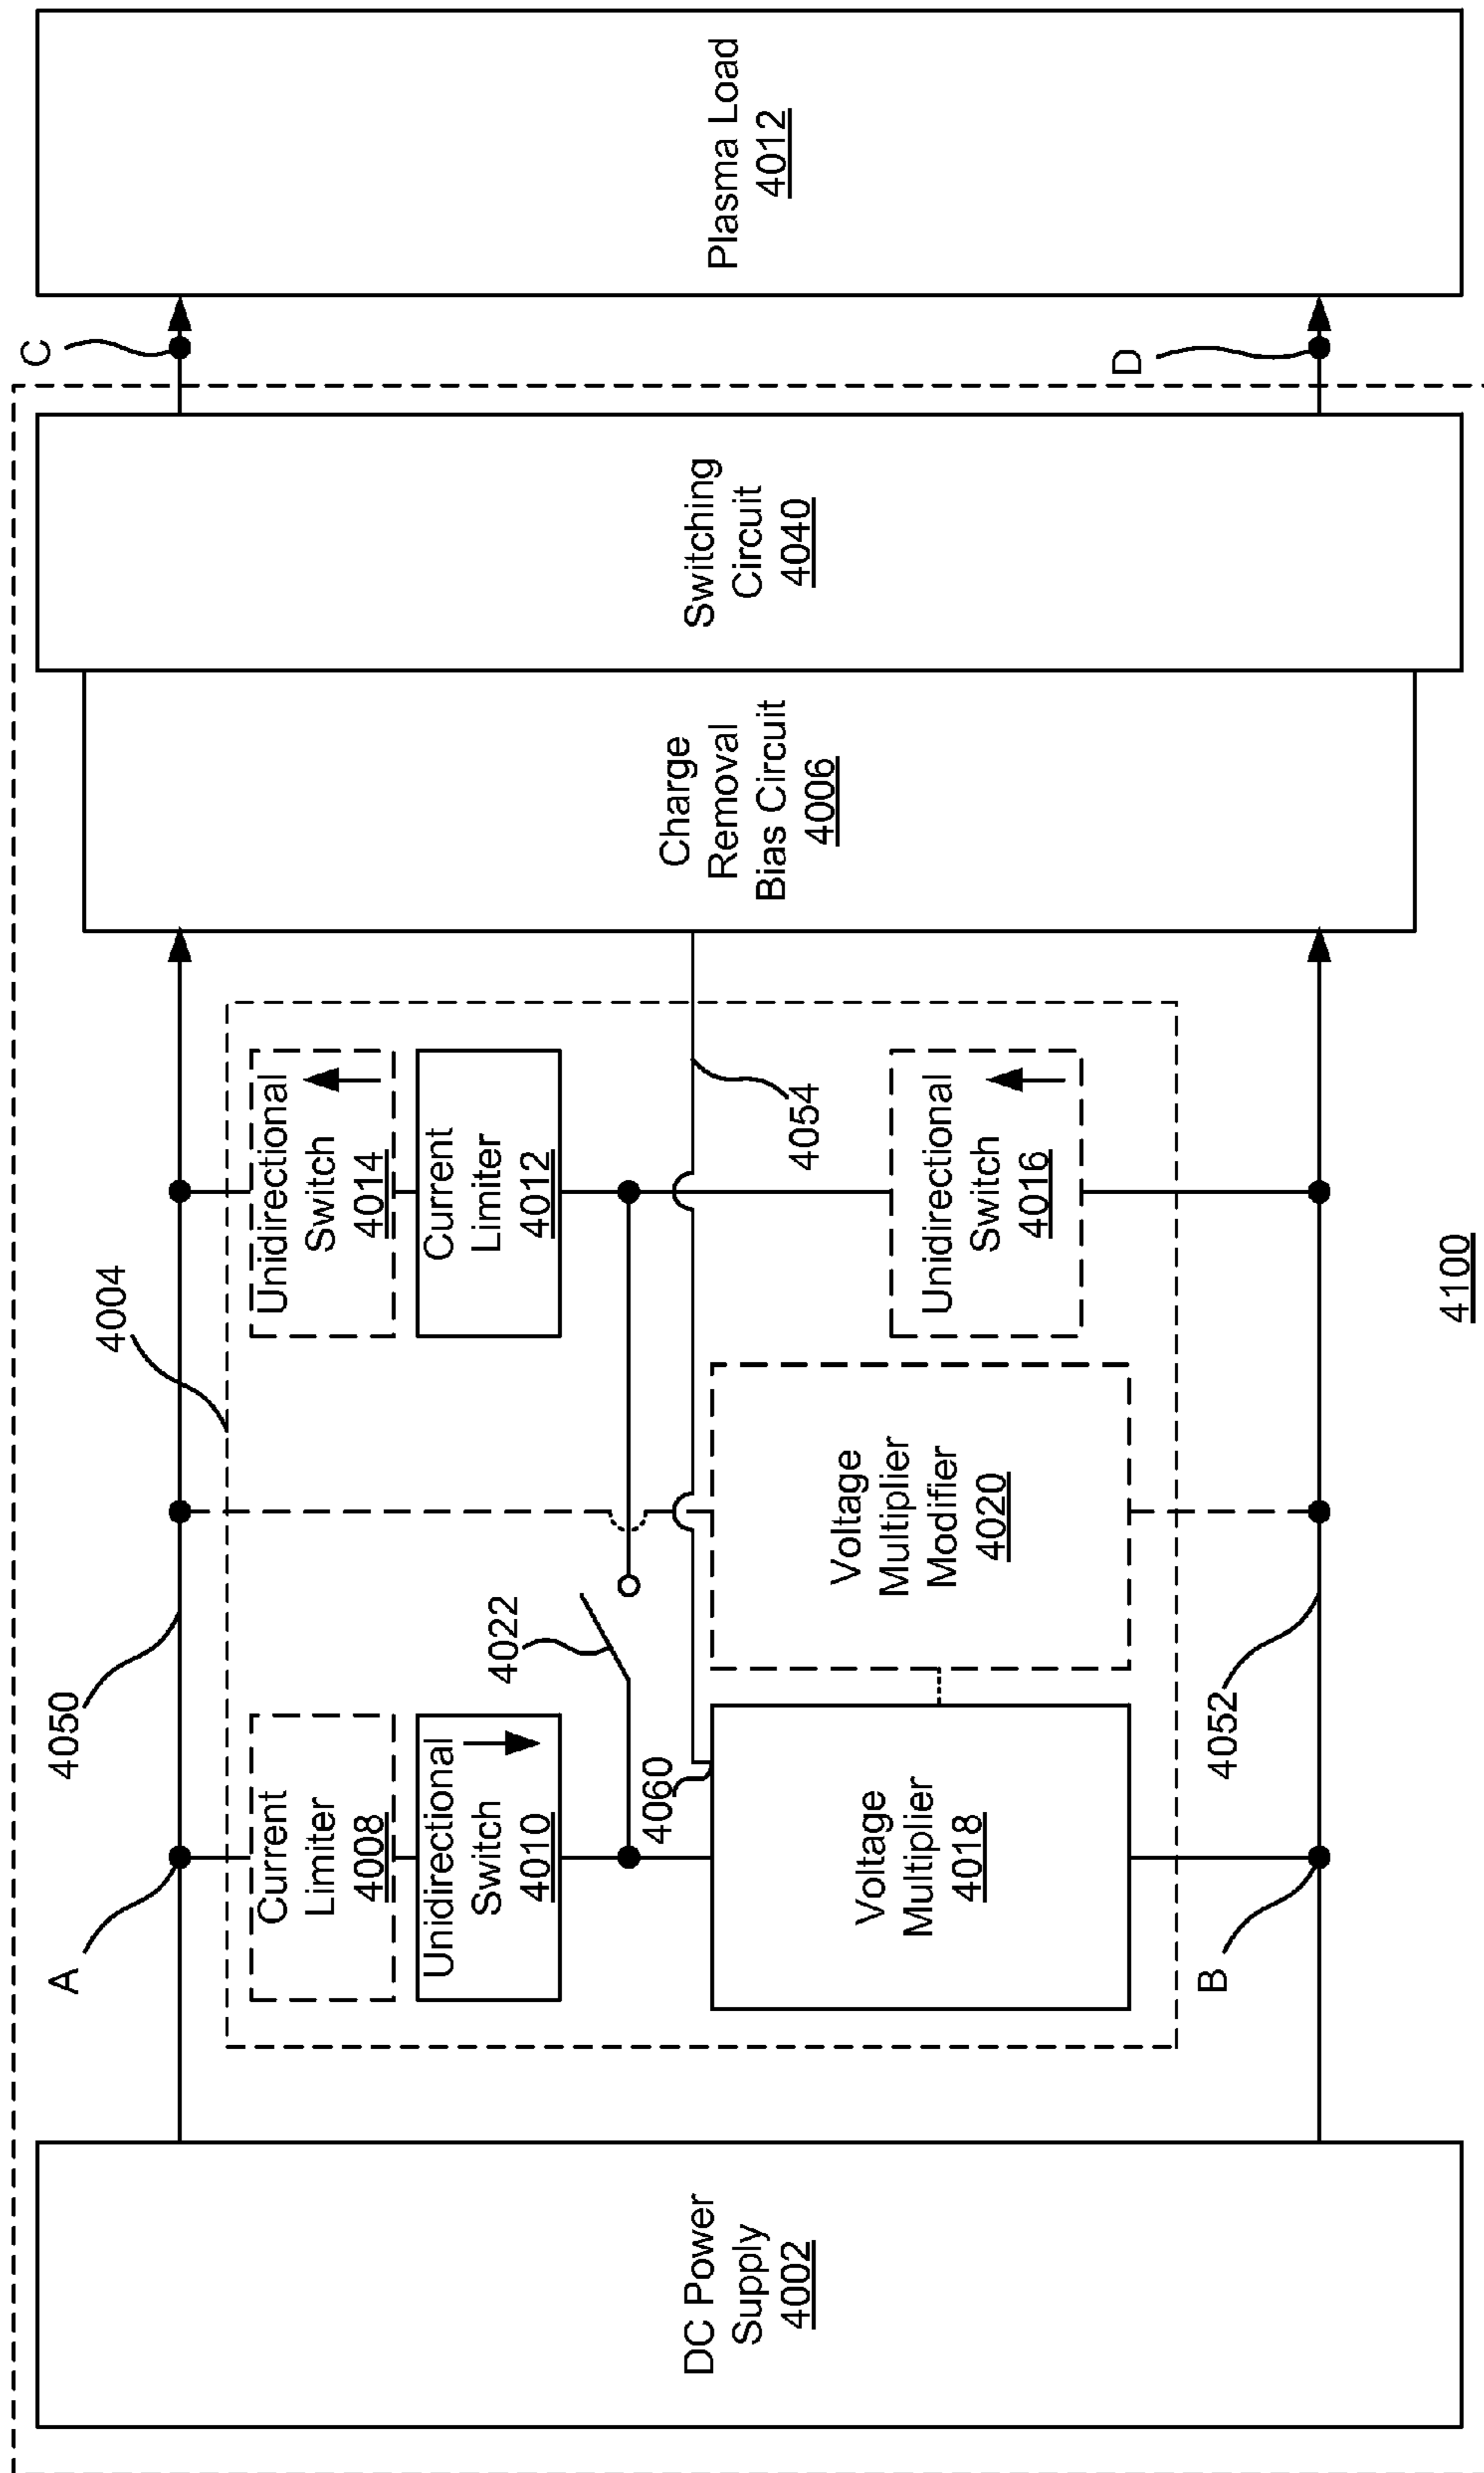 DC Power
Supply
4002
A
B
4050
4004
Current
Limiter
4008
Unidirectional
Switch
4010
4060
Voltage
Multiplier
4018
4022
Voltage
Multiplier
Modifier
4020
4052
Unidirectional
Switch
4014
Current
Limiter
4012
4054
Unidirectional
Switch
4016
Charge
Removal
Bias Circuit
4006
Switching
Circuit
4040
C
D
Plasma Load
4012
4100